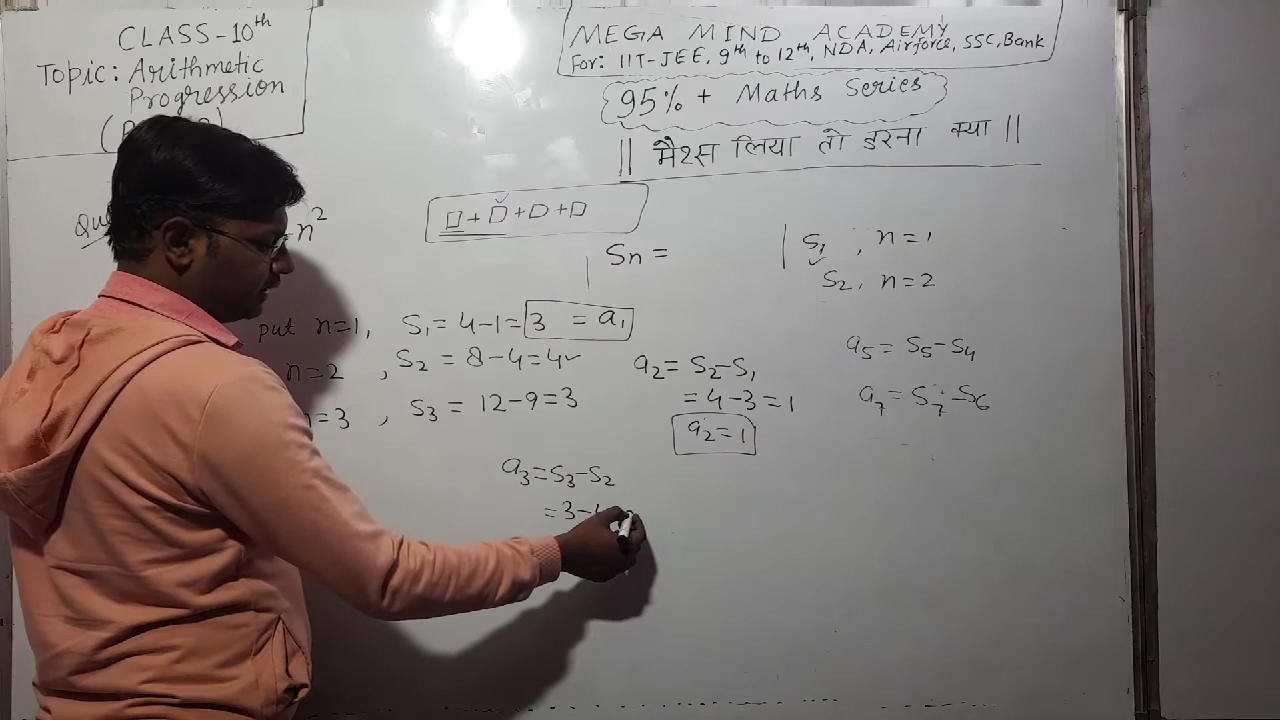 CLASS-10th
Topic: Arithmetic
Progression
MEGA MIND ACADEMY
For: IIT-JEE, 9th to 12th, NDA, Airforce, SSC, Bank
95% + Maths Series
|| मैथ्स लिया तो डरना क्या ||
-n²
□ + □ + □ + □
Sn =
S₁, n=1
S₂, n=2
put n=1, S₁ = 4-1 = 3 = a₁
n=2, S₂ = 8-4=4
n=3, S₃ = 12-9=3
a₂ = S₂-S₁
= 4-3=1
a₂=1
a₅ = S₅-S₄
a₇ = S₇-S₆
a₃=S₃-S₂
=3-4